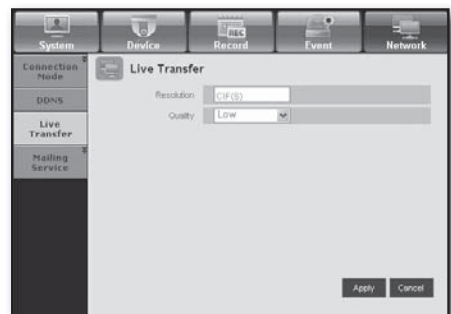 System Device Record Event Network
REC
Connection
Mode
DDNS
Live
Transfer
Mailing
Service
Live Transfer
Resolution CIF(S)
Quality Low
Apply Cancel